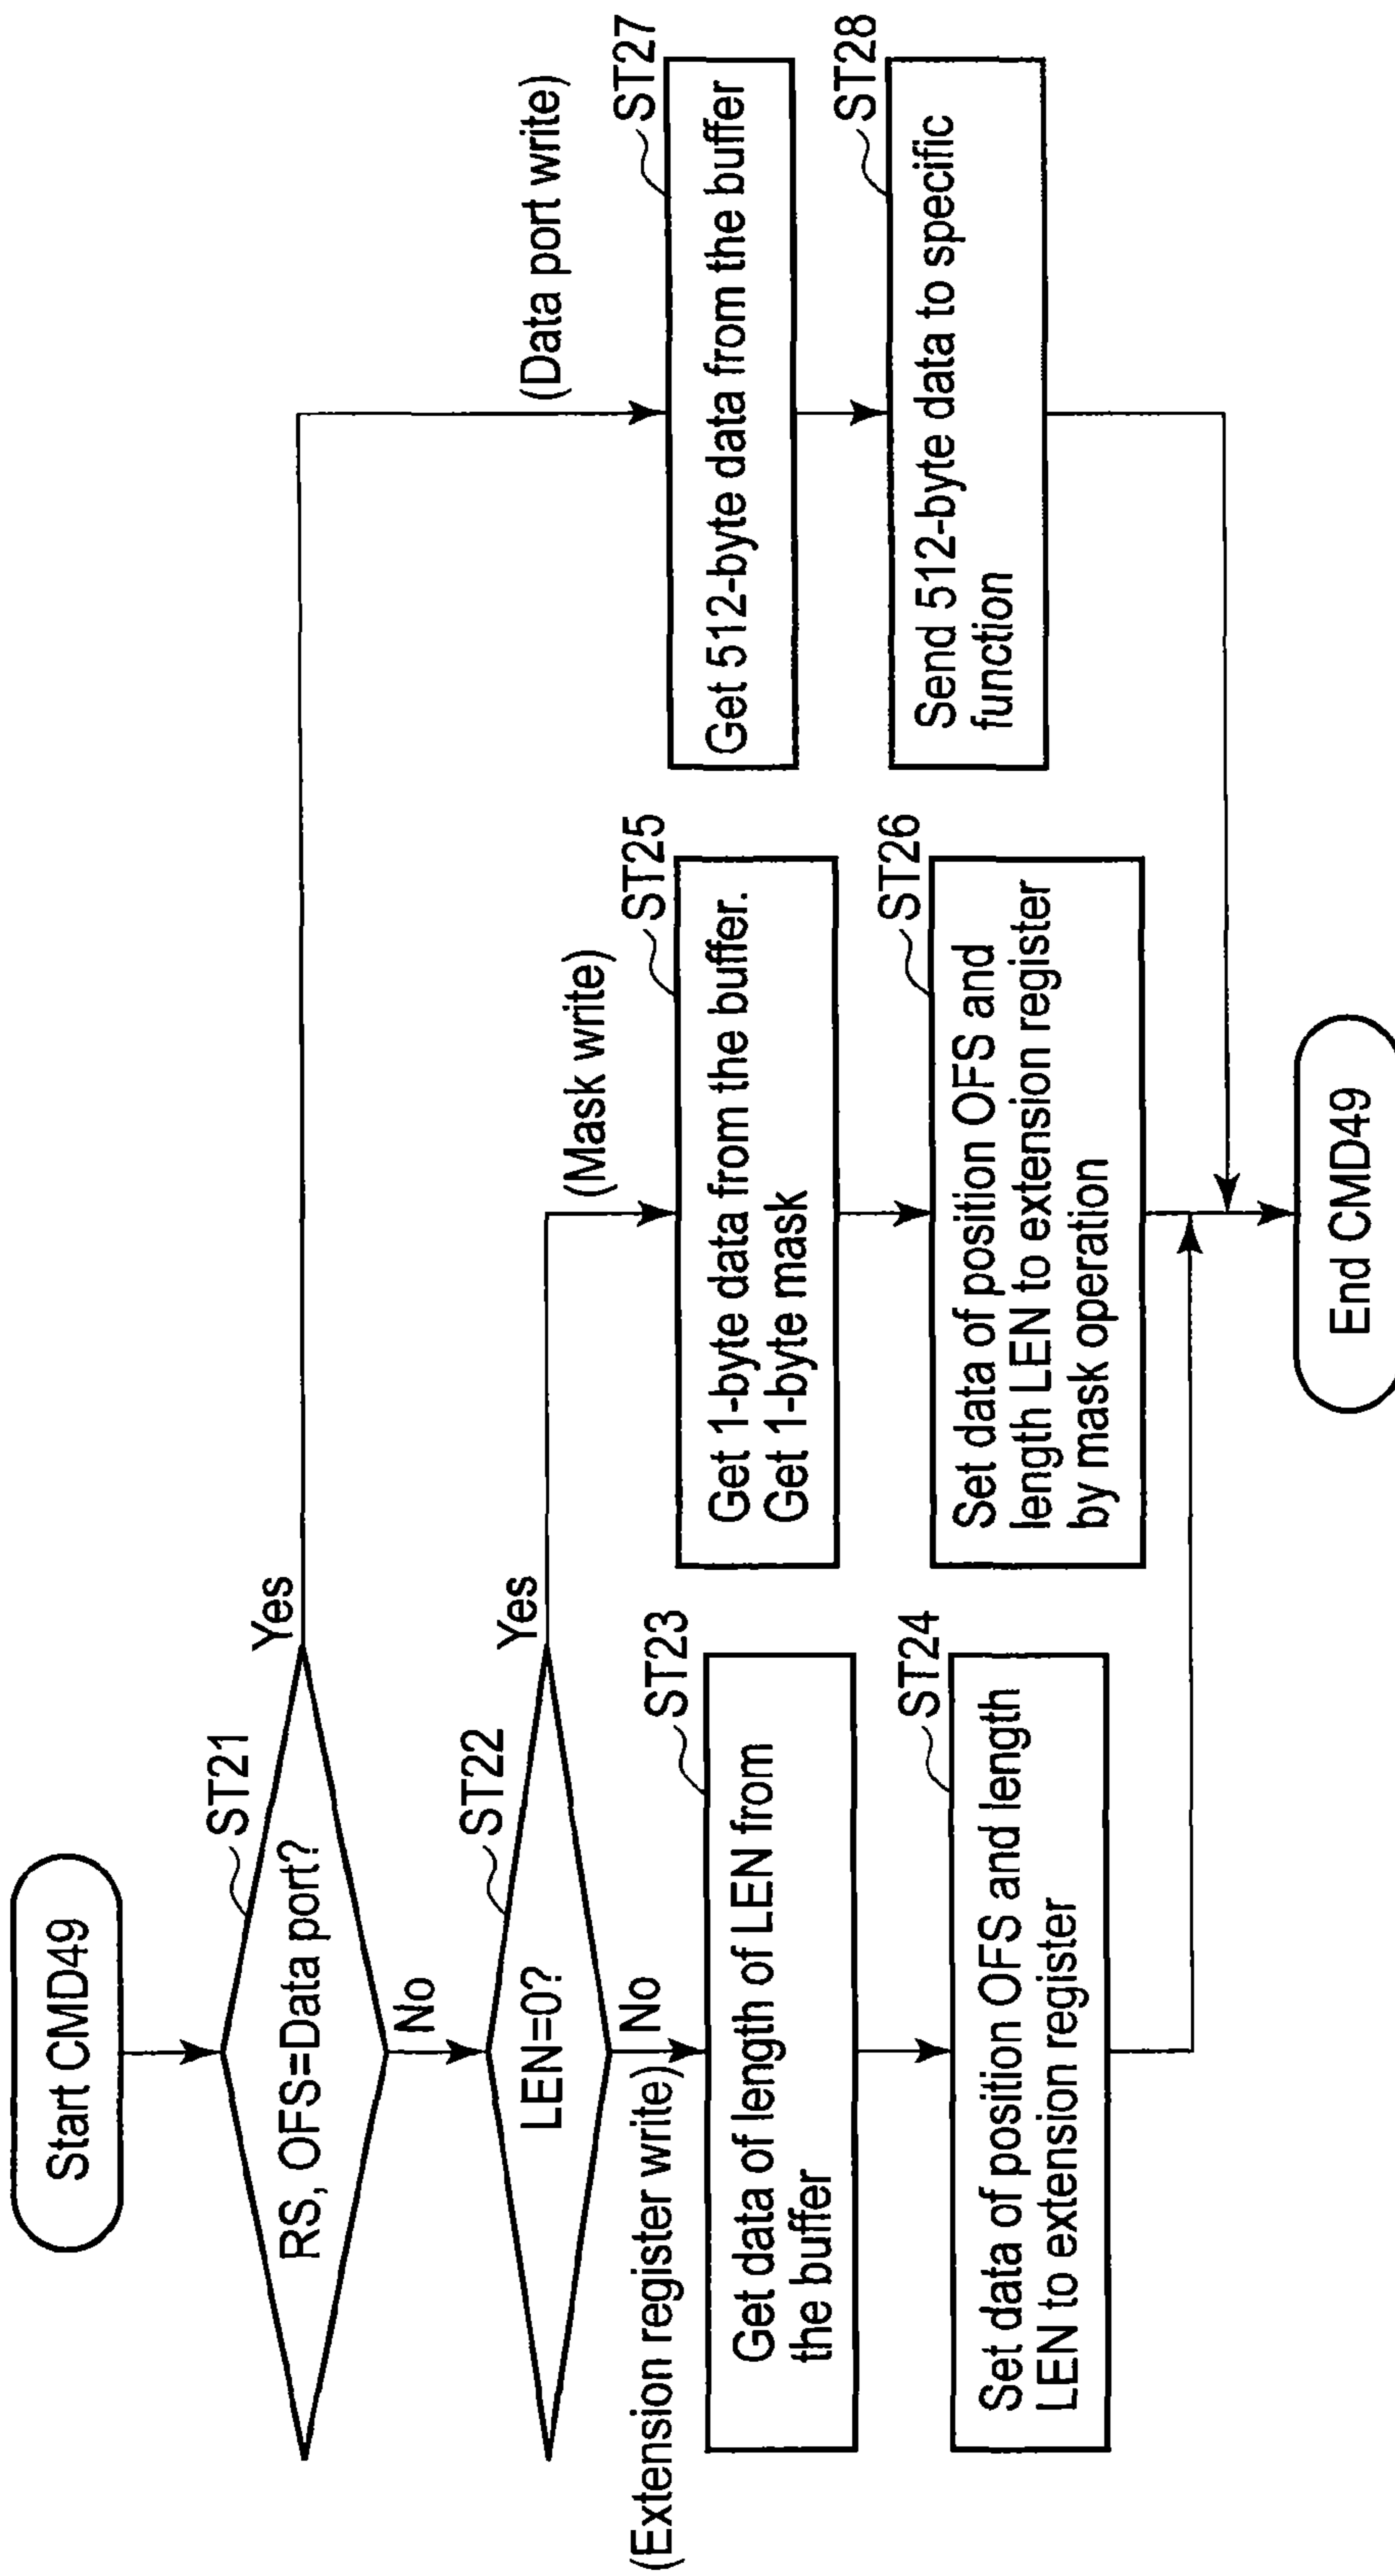 Start CMD49
ST21
RS, OFS=Data port?
Yes
No
ST22
LEN=0?
Yes
No
(Extension register write)
(Mask write)
(Data port write)
ST23
Get data of length of LEN from
the buffer
ST25
Get 1-byte data from the buffer.
Get 1-byte mask
ST27
Get 512-byte data from the buffer
ST24
Set data of position OFS and length
LEN to extension register
ST26
Set data of position OFS and
length LEN to extension register
by mask operation
ST28
Send 512-byte data to specific
function
End CMD49